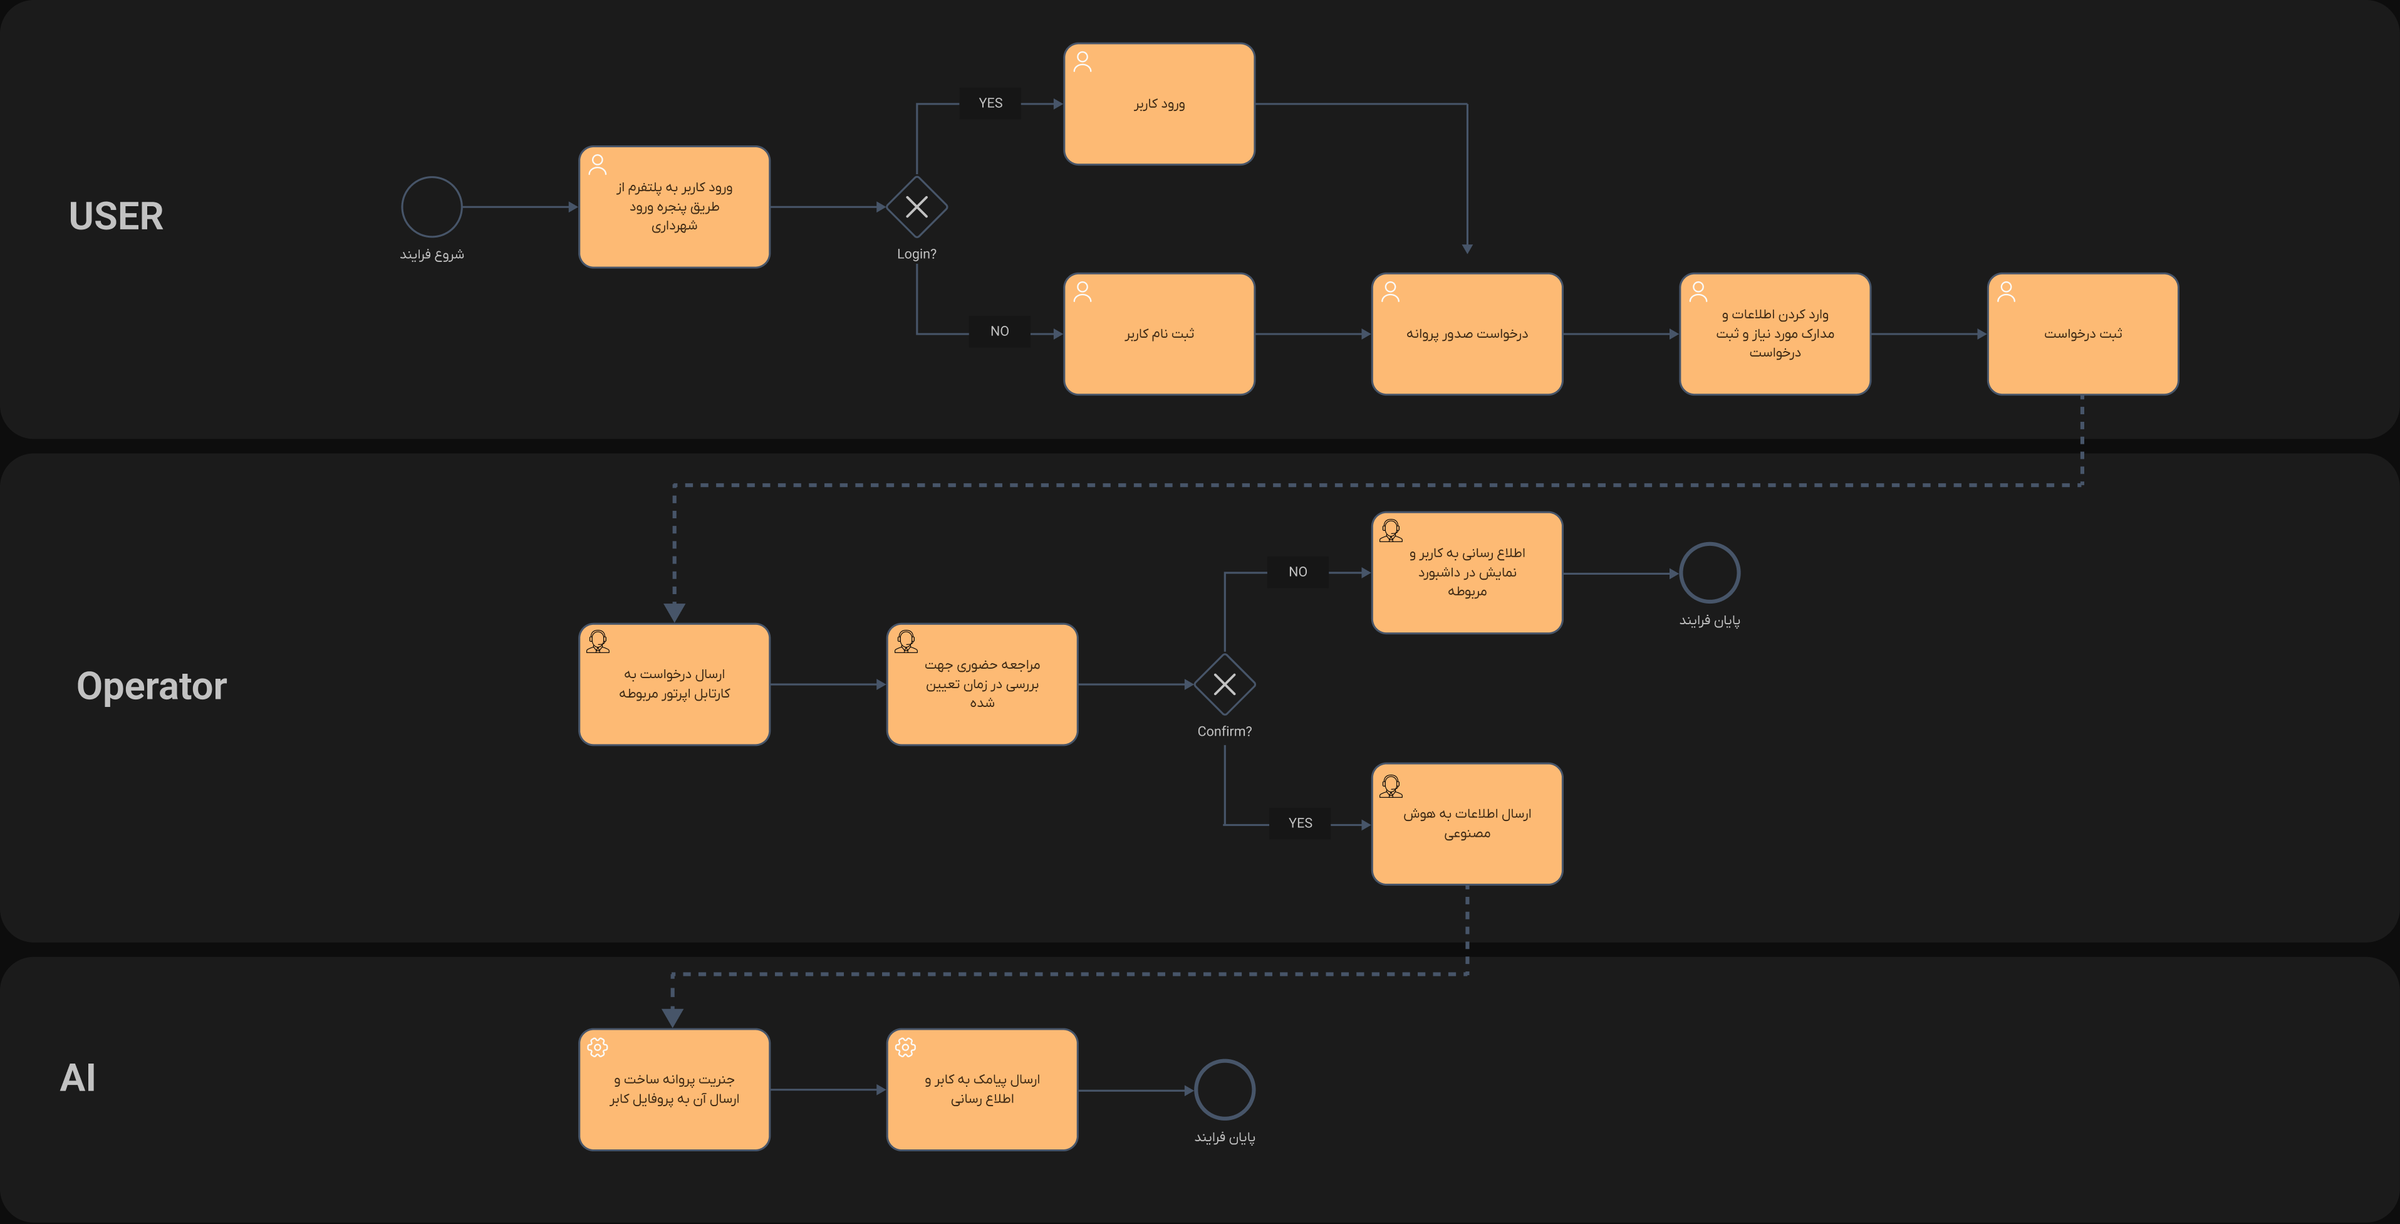 USER
شروع فرایند
ورود کاربر به پلتفرم از
طریق پنجره ورود
شهرداری
Login?
YES
ورود کاربر
NO
ثبت نام کاربر
درخواست صدور پروانه
وارد کردن اطلاعات و
مدارک مورد نیاز و ثبت
درخواست
ثبت درخواست
Operator
ارسال درخواست به
کارتابل اپرتور مربوطه
مراجعه حضوری جهت
بررسی در زمان تعیین
شده
Confirm?
NO
اطلاع رسانی به کاربر و
نمایش در داشبورد
مربوطه
پایان فرایند
YES
ارسال اطلاعات به هوش
مصنوعی
AI
جنریت پروانه ساخت و
ارسال آن به پروفایل کابر
ارسال پیامک به کابر و
اطلاع رسانی
پایان فرایند